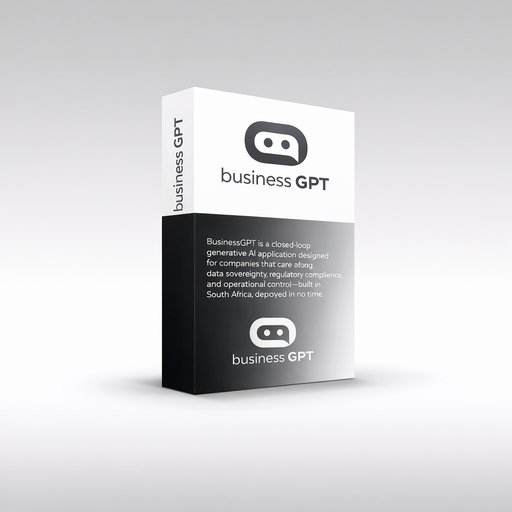 business GPT
business GPT
BusinessGPT is a closed-loop
generative AI application designed
for companies that care afong
data sovereignty, regulatory complience,
and operational control—built in
South Africa, depoyed in no time.
business GPT